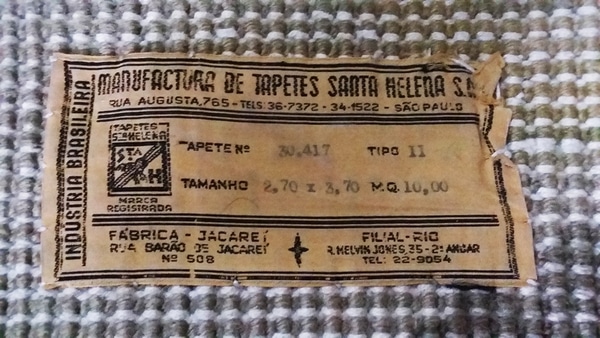 INDUSTRIA BRASILEIRA
MANUFACTURA DE TAPETES SANTA HELENA S.A
RUA AUGUSTA, 765 - TELS: 36-7372 - 34-1522 - SÃO PAULO
TAPETES
STA HELENA
STA
H
MARCA
REGISTRADA
TAPETE Nº 30.417 TIPO 11
TAMANHO 2,70 x 3,70 M.Q. 10,00
FÁBRICA - JACAREÍ
RUA BARÃO DE JACAREÍ
Nº 508
FILIAL - RIO
R. MELVIN JONES, 35 - 2º ANDAR
TEL: 22-9054